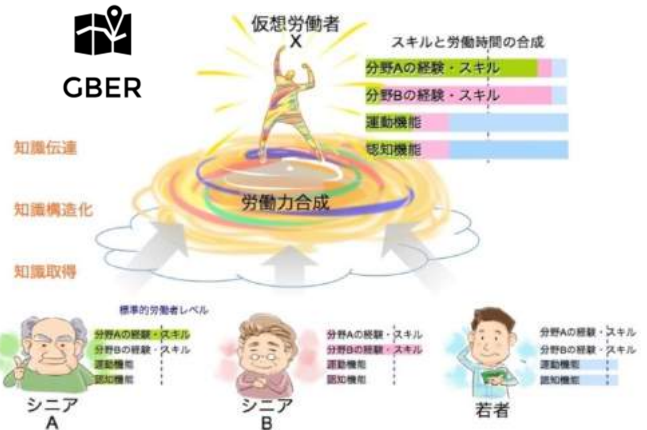 GBER
仮想労働者
X
スキルと労働時間の合成
分野Aの経験・スキル
分野Bの経験・スキル
運動機能
認知機能
知識伝達
知識構造化
知識取得
労働力合成
標準的労働者レベル
分野Aの経験・スキル
分野Bの経験・スキル
運動機能
認知機能
シニア
A
分野Aの経験・スキル
分野Bの経験・スキル
運動機能
認知機能
シニア
B
分野Aの経験・スキル
分野Bの経験・スキル
運動機能
認知機能
若者